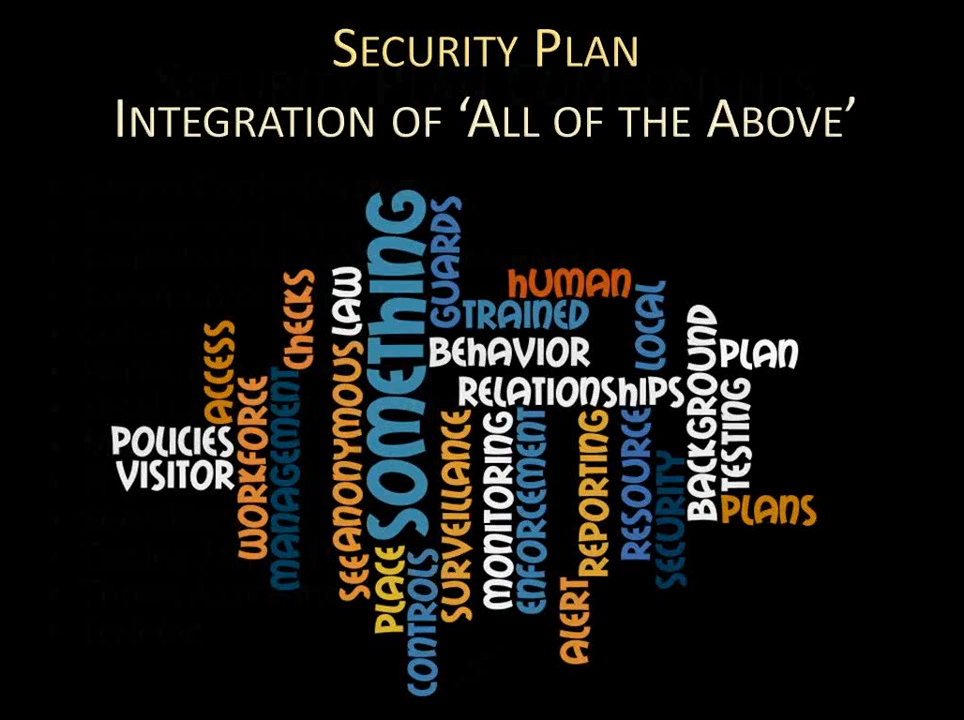 SECURITY PLAN
INTEGRATION OF ‘ALL OF THE ABOVE’
POLICIES
VISITOR
ACCESS
WORKFORCE
MANAGEMENT
CHECKS
LAW
ANONYMOUS
SEE
SOMETHING
PLACE
CONTROLS
GUARDS
SURVEILLANCE
HUMAN
TRAINED
BEHAVIOR
RELATIONSHIPS
MONITORING
ENFORCEMENT
ALERT
REPORTING
LOCAL
RESOURCE
SECURITY
BACKGROUND
PLAN
TESTING
PLANS